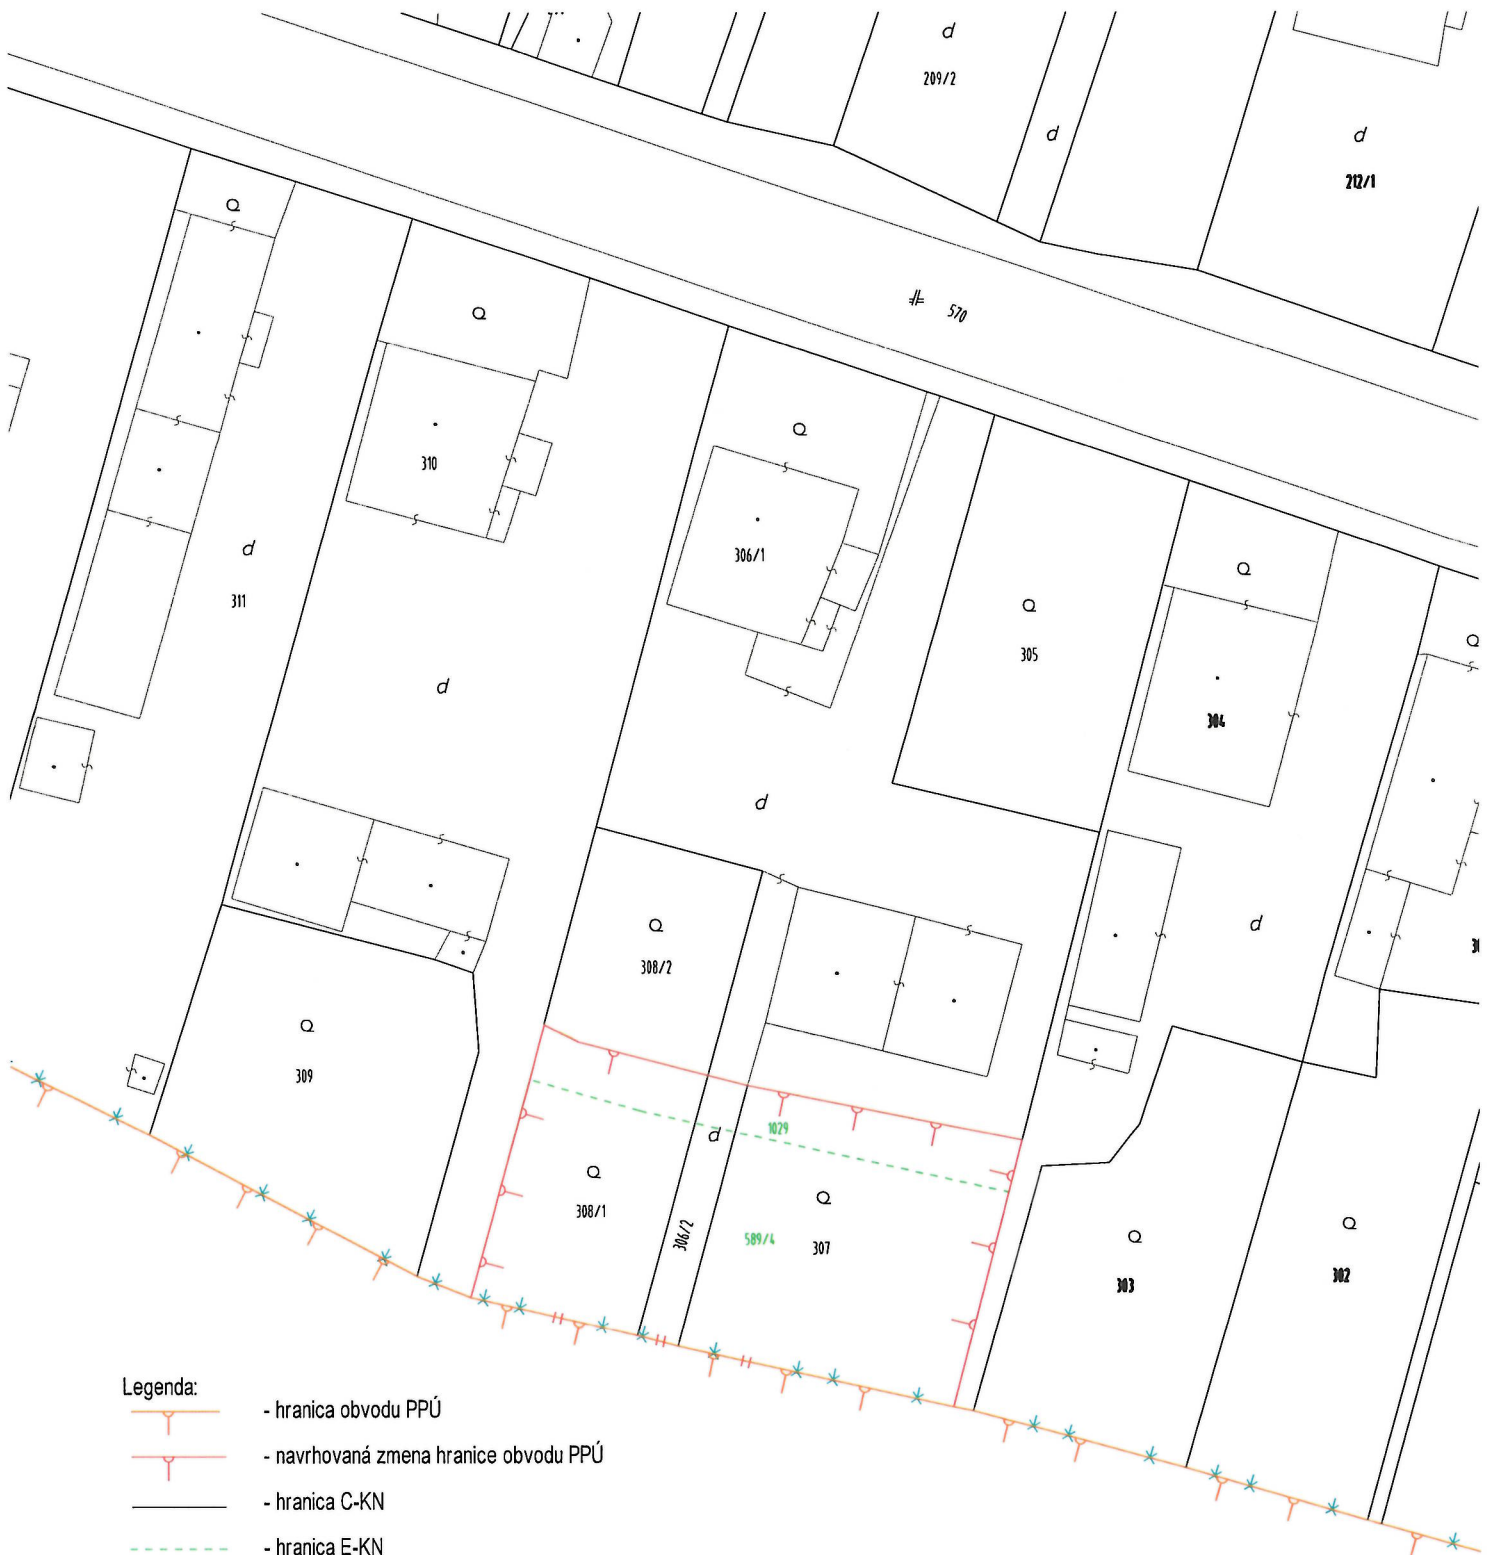 d
209/2
d
d
212/1
Q
570
Q
Q
310
306/1
d
311
Q
305
Q
304
Q
d
d
d
Q
308/2
Q
309
1029
d
Q
308/1
306/2
Q
589/4
307
Q
303
Q
302
Legenda:
- hranica obvodu PPÚ
- navrhovaná zmena hranice obvodu PPÚ
- hranica C-KN
- hranica E-KN